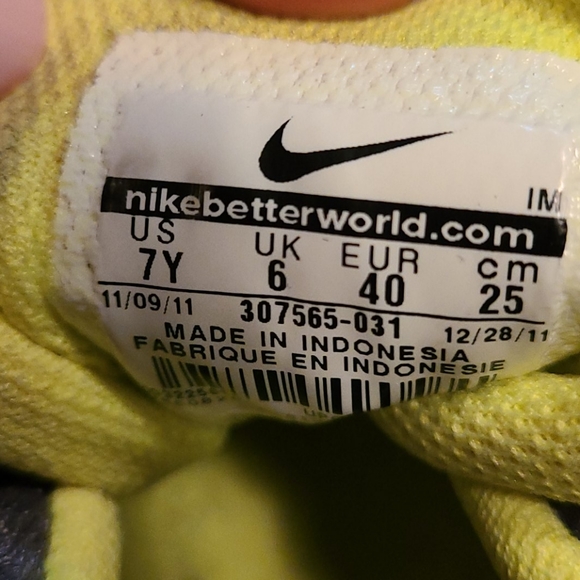 IM
nikebetterworld.com
US UK EUR cm
7Y 6 40 25
11/09/11 307565-031 12/28/11
MADE IN INDONESIA
FABRIQUE EN INDONESIE